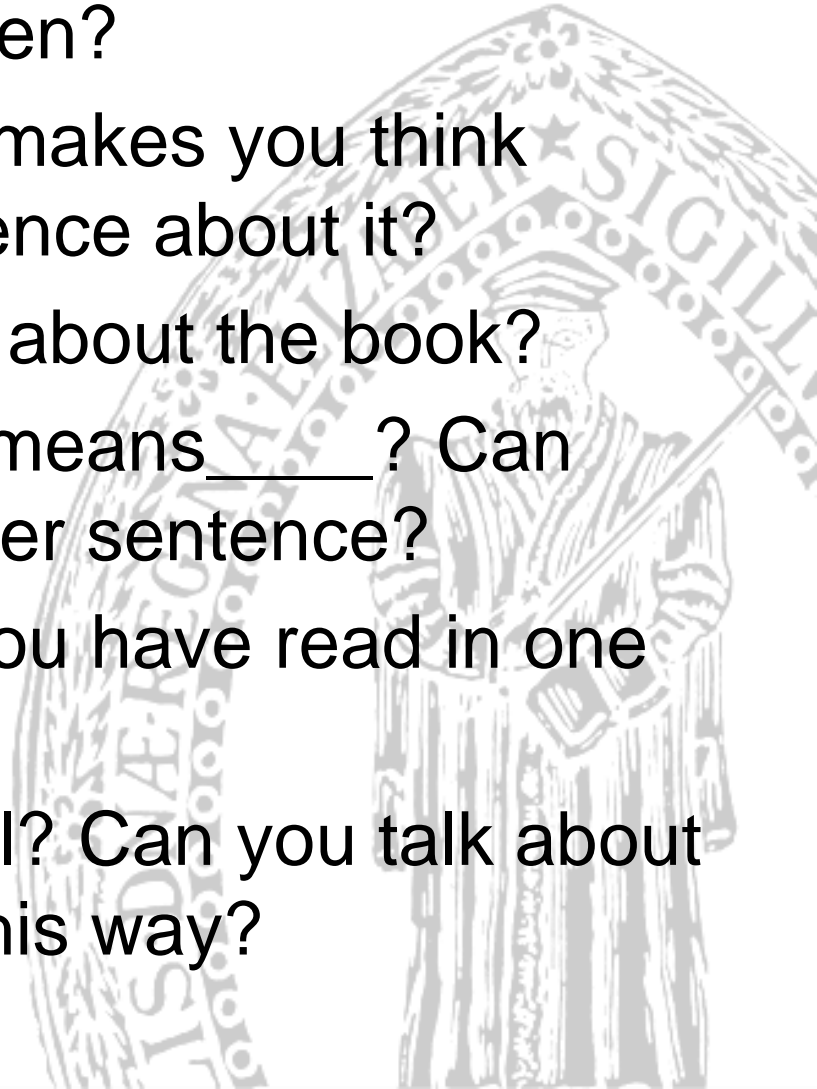 en?
makes you think
ence about it?
about the book?
means_____? Can
er sentence?
ou have read in one
l? Can you talk about
his way?